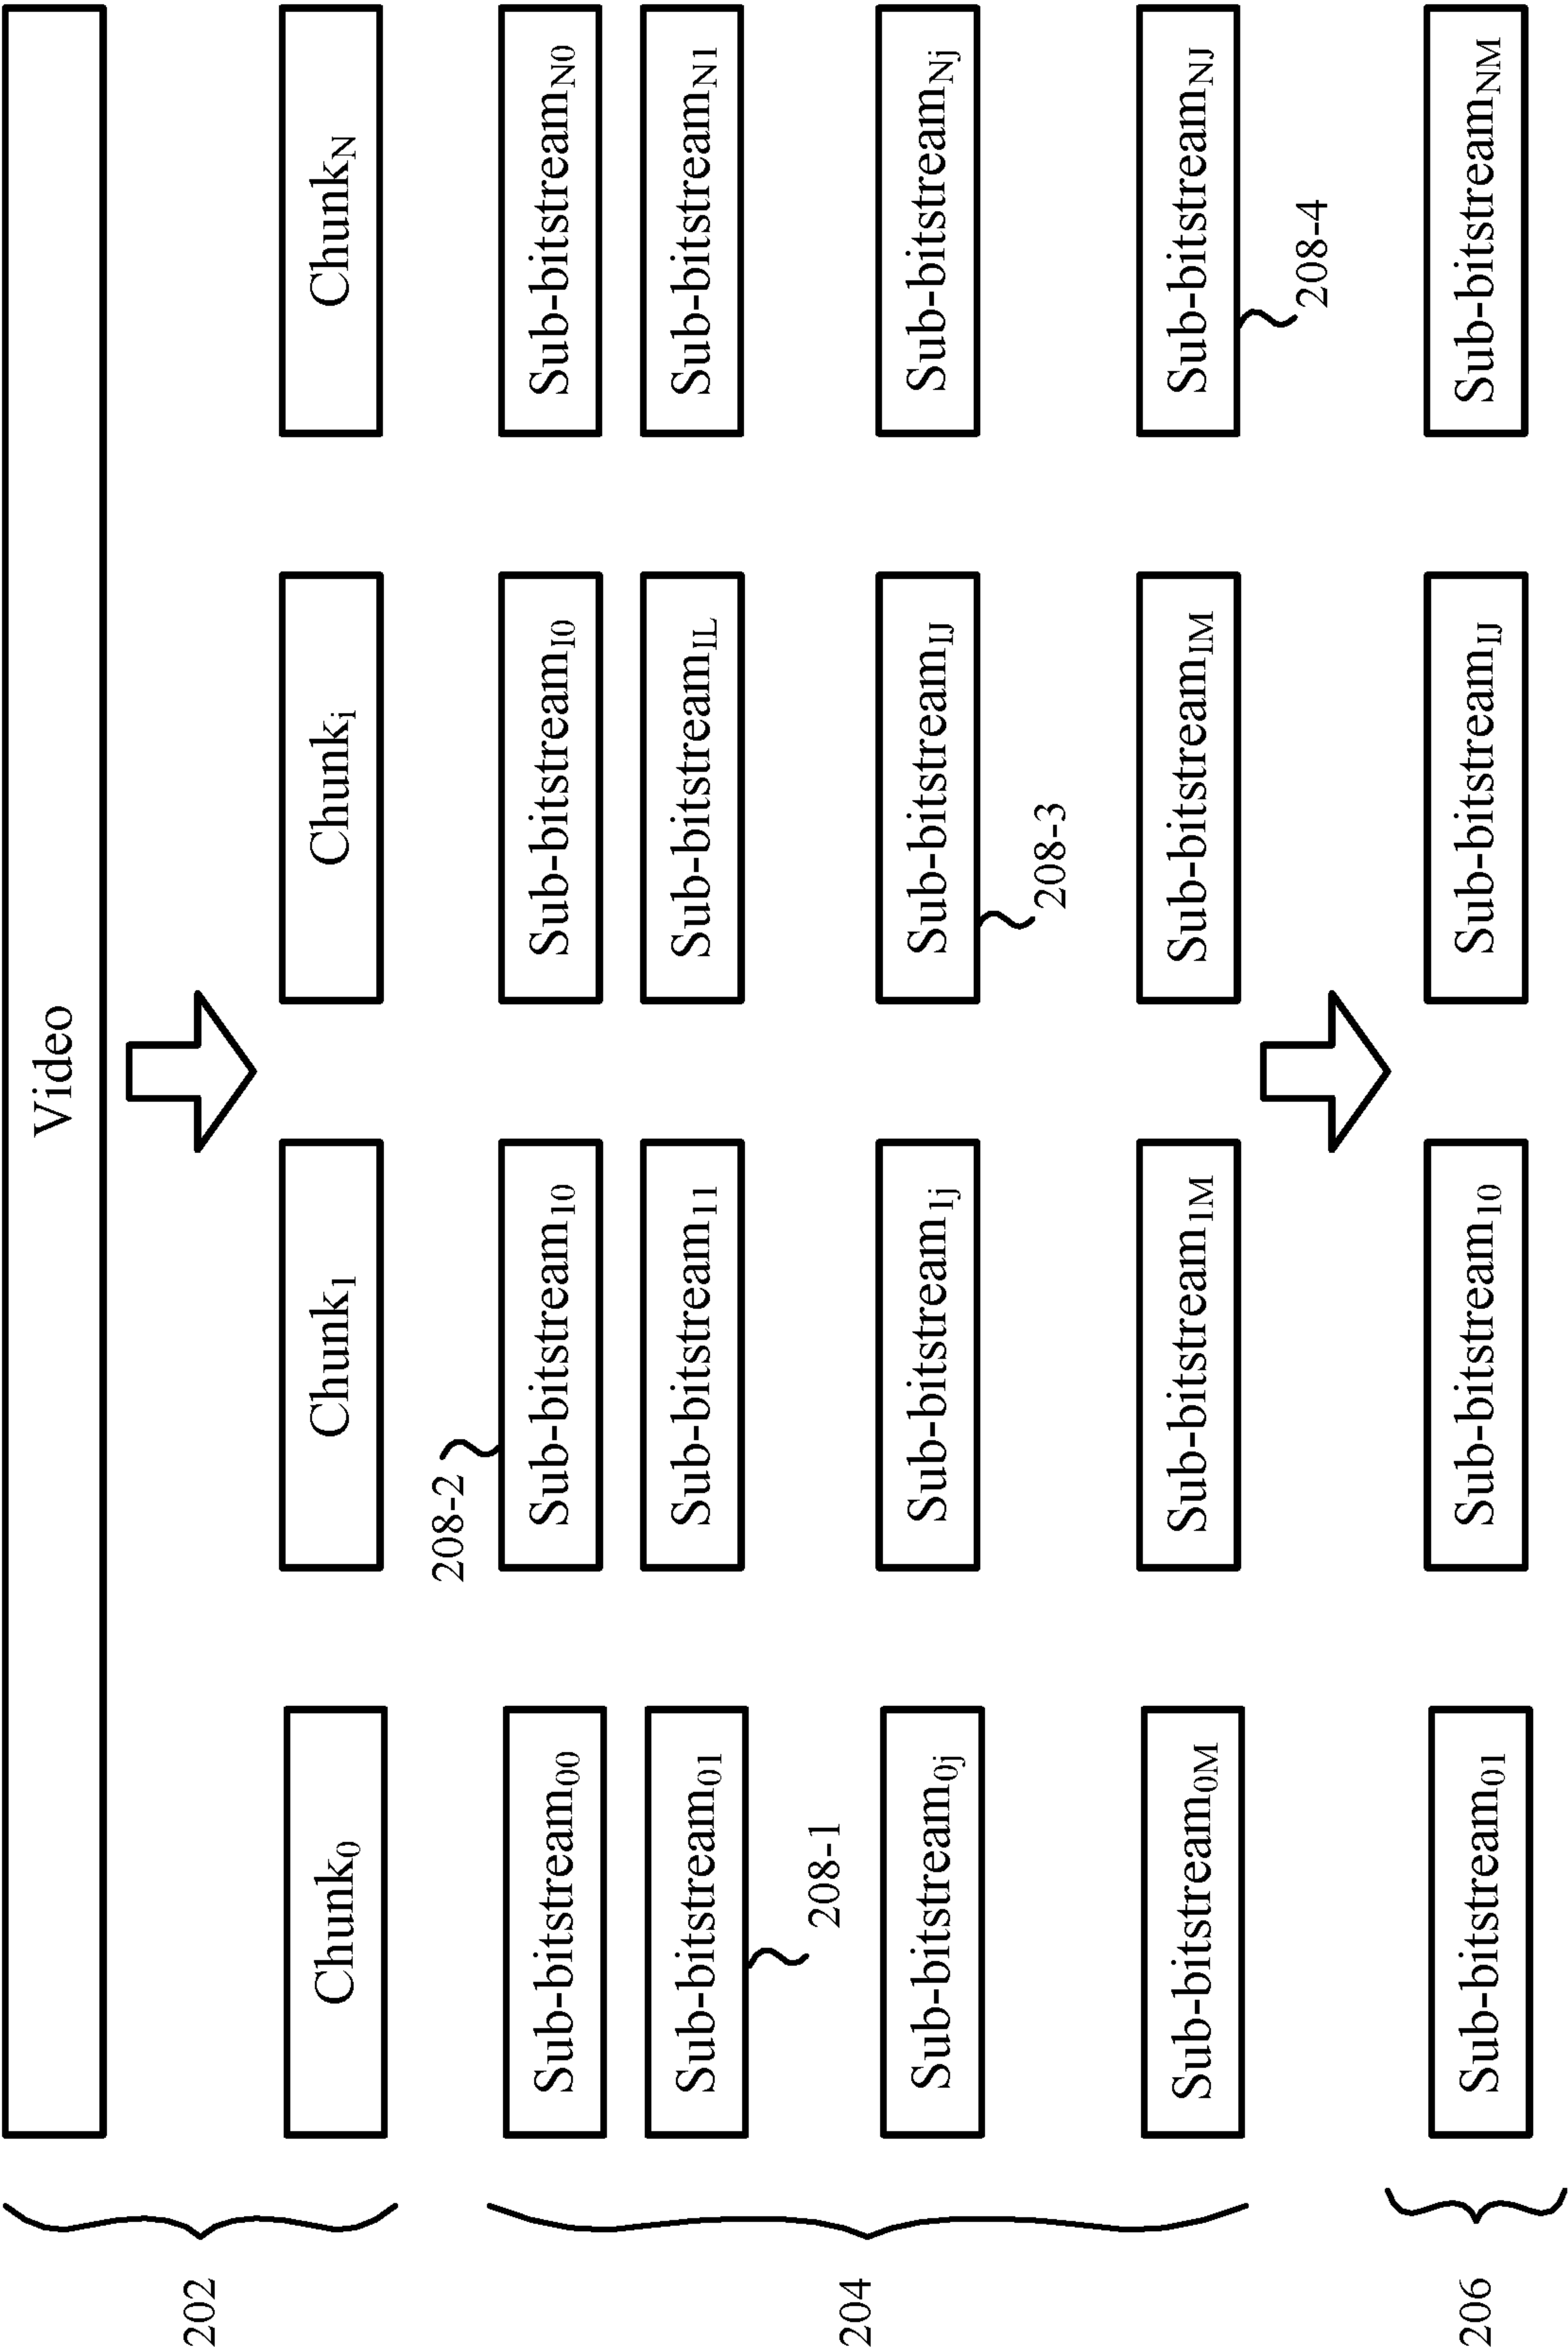 Video
202
Chunk0 Chunk1 Chunki ChunkN
208-2
Sub-bitstream00 Sub-bitstream10 Sub-bitstreamI0 Sub-bitstreamN0
Sub-bitstream01 Sub-bitstream11 Sub-bitstreamIL Sub-bitstreamN1
208-1
204
Sub-bitstream0j Sub-bitstream1j Sub-bitstreamIJ Sub-bitstreamNj
208-3
Sub-bitstream0M Sub-bitstream1M Sub-bitstreamIM Sub-bitstreamNJ
208-4
206
Sub-bitstream01 Sub-bitstream10 Sub-bitstreamIJ Sub-bitstreamNM